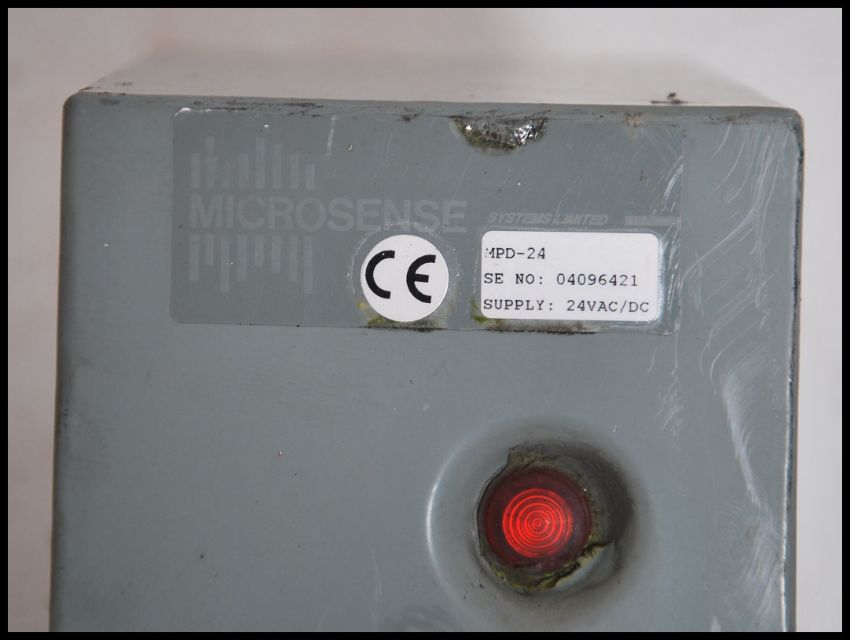 MICROSENSE
SYSTEMS LIMITED
CE
MPD-24
SE NO: 04096421
SUPPLY: 24VAC/DC